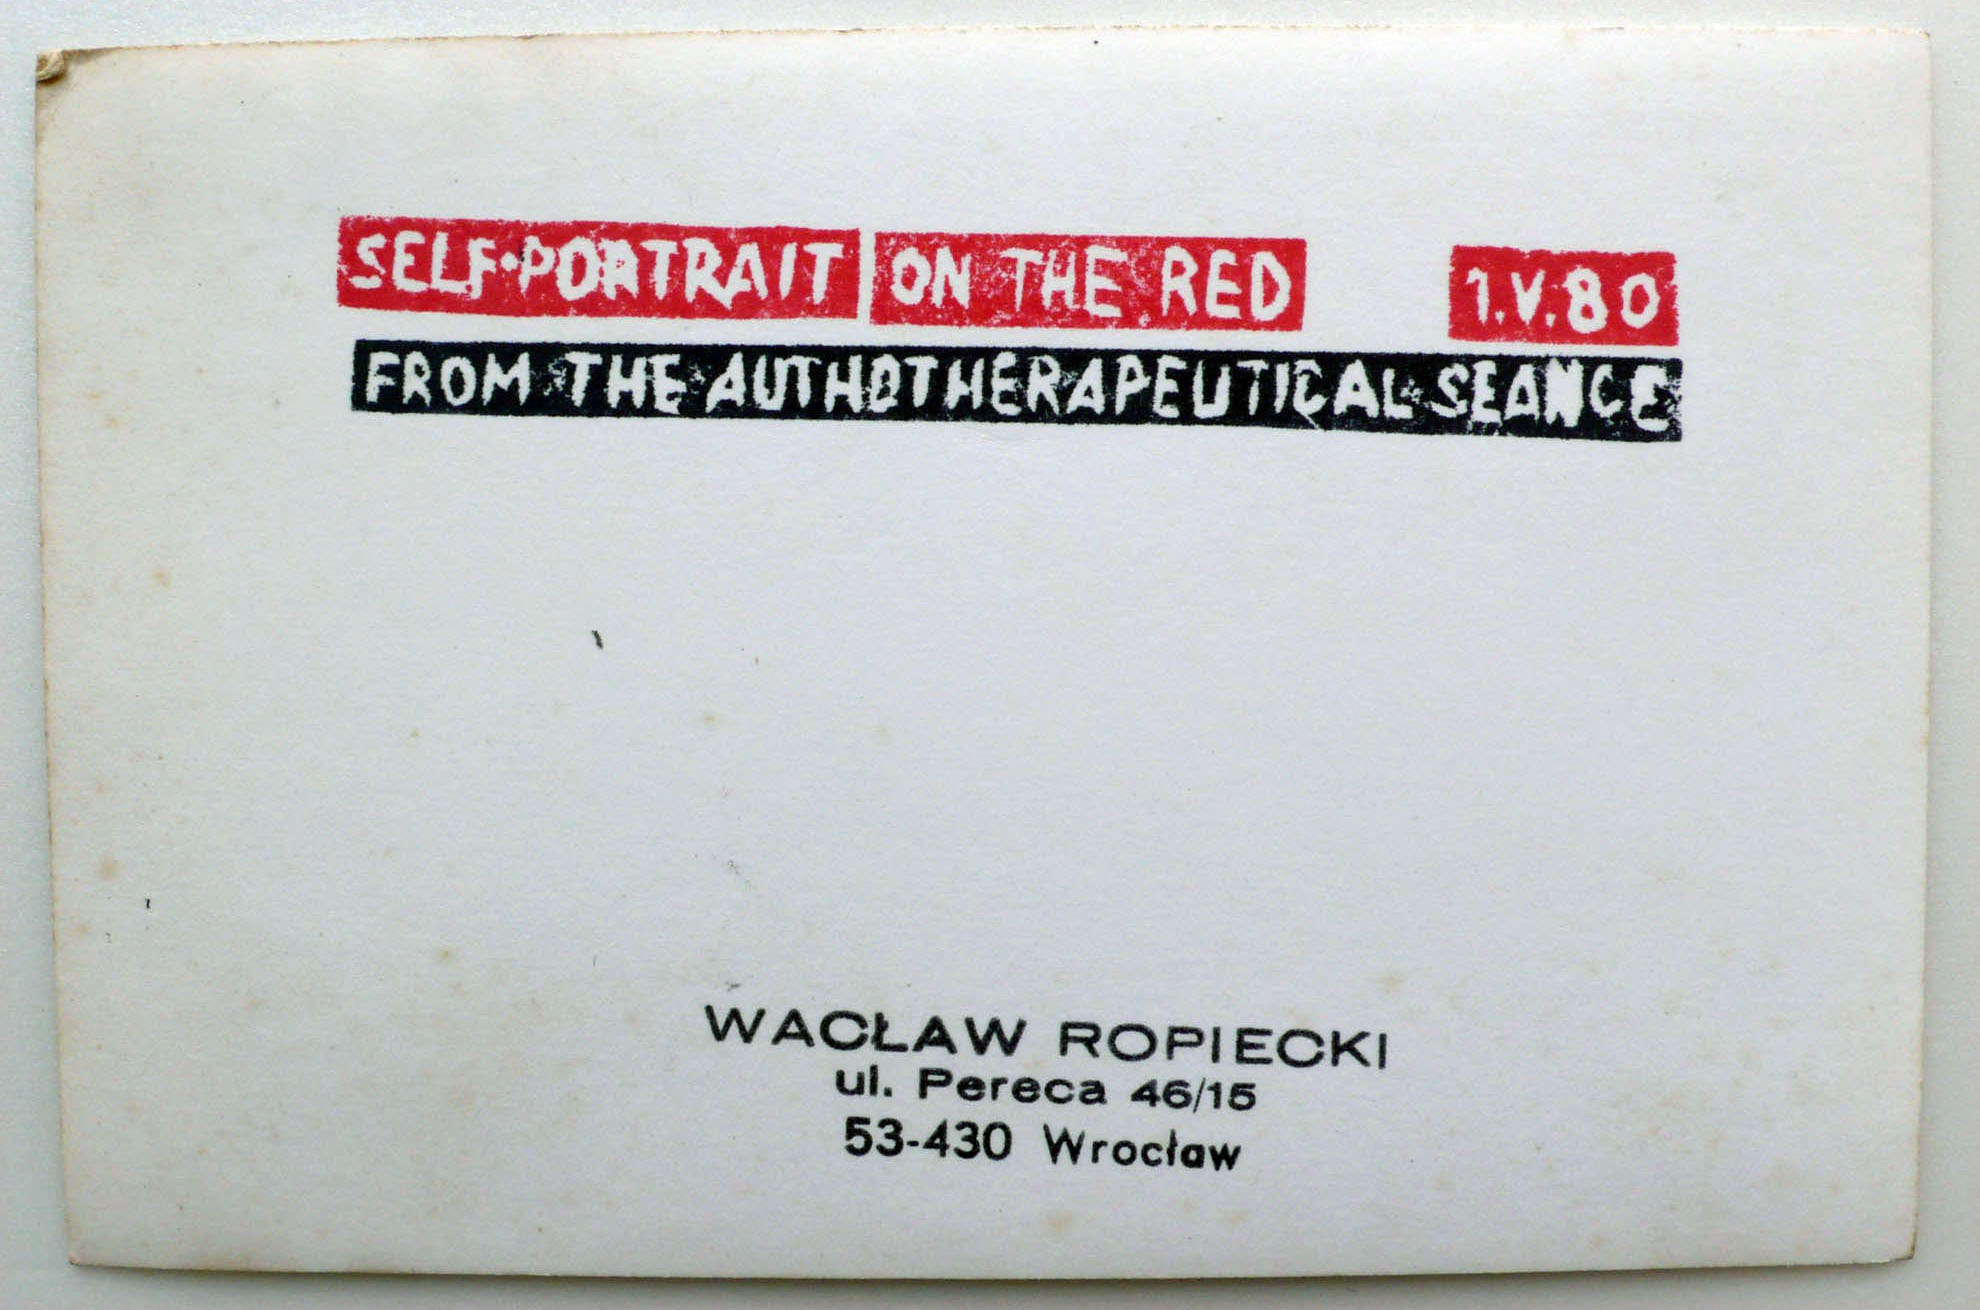 SELF·PORTRAIT ON THE RED 1.V.80
FROM THE AUTHOTHERAPEUTICAL SEANCE
WACŁAW ROPIECKI
ul. Pereca 46/15
53-430 Wrocław